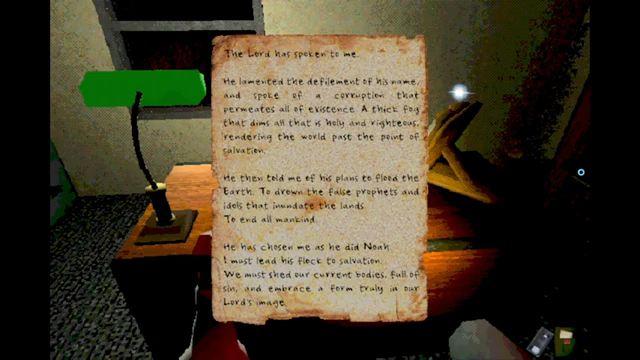 The Lord has spoken to me.
He lamented the defilement of his name,
and spoke of a corruption that
permeates all of existence. A thick fog
that dims all that is holy and righteous,
rendering the world past the point of
salvation.
He then told me of his plans to flood the
Earth. To drown the false prophets and
idols that inundate the lands.
To end all mankind.
He has chosen me as he did Noah.
I must lead his flock to salvation.
We must shed our current bodies, full of
sin, and embrace a form truly in our
Lord's image.